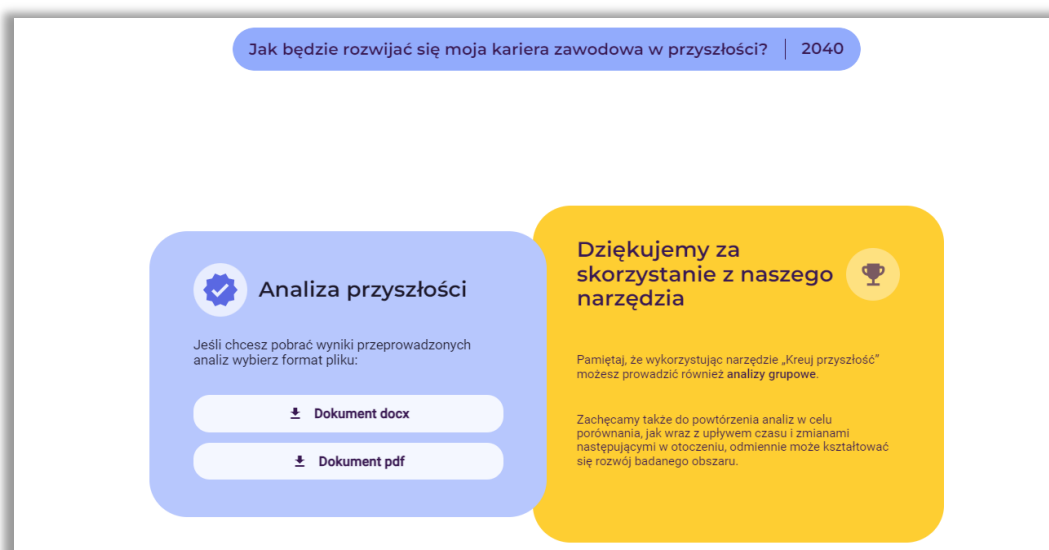 Jak będzie rozwijać się moja kariera zawodowa w przyszłości? | 2040
Analiza przyszłości
Jeśli chcesz pobrać wyniki przeprowadzonych
analiz wybierz format pliku:
Dokument docx
Dokument pdf
Dziękujemy za
skorzystanie z naszego
narzędzia
Pamiętaj, że wykorzystując narzędzie „Kreuj przyszłość”
możesz prowadzić również analizy grupowe.
Zachęcamy także do powtórzenia analiz w celu
porównania, jak wraz z upływem czasu i zmianami
następującymi w otoczeniu, odmiennie może kształtować
się rozwój badanego obszaru.